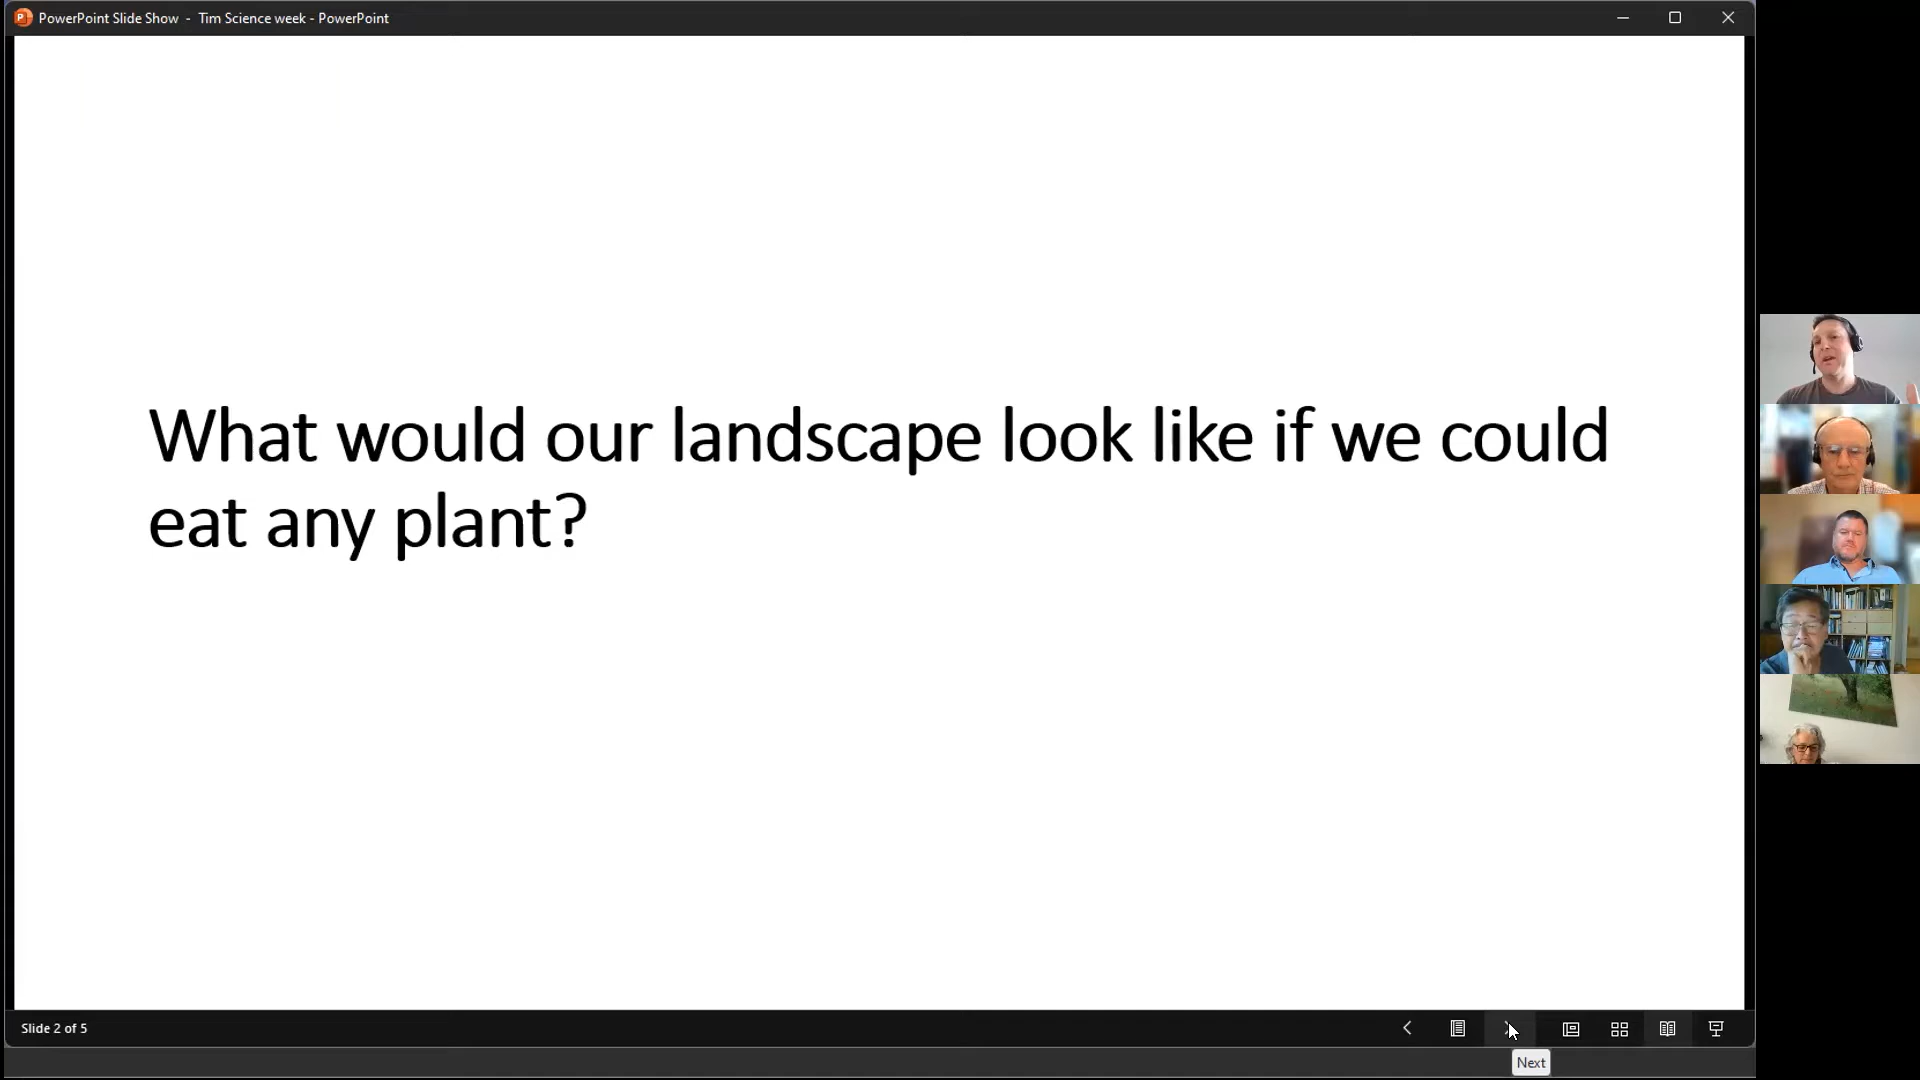 PowerPoint Slide Show - Tim Science week - PowerPoint
What would our landscape look like if we could
eat any plant?
Slide 2 of 5
Next